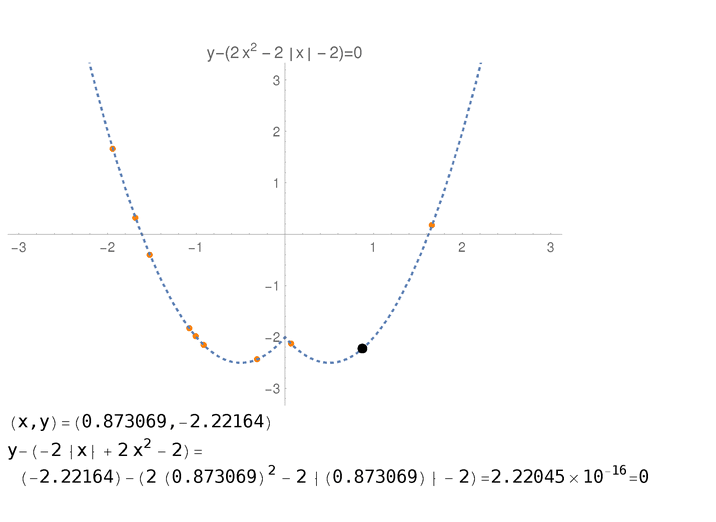 y−(2 x² − 2 |x| − 2)=0
3
2
1
−3 −2 −1 1 2 3
−1
−2
−3
(x,y)=(0.873069,−2.22164)
y−(−2 |x| + 2 x² − 2)=
(−2.22164)−(2 (0.873069)² − 2 |(0.873069)| − 2)=2.22045×10⁻¹⁶=0